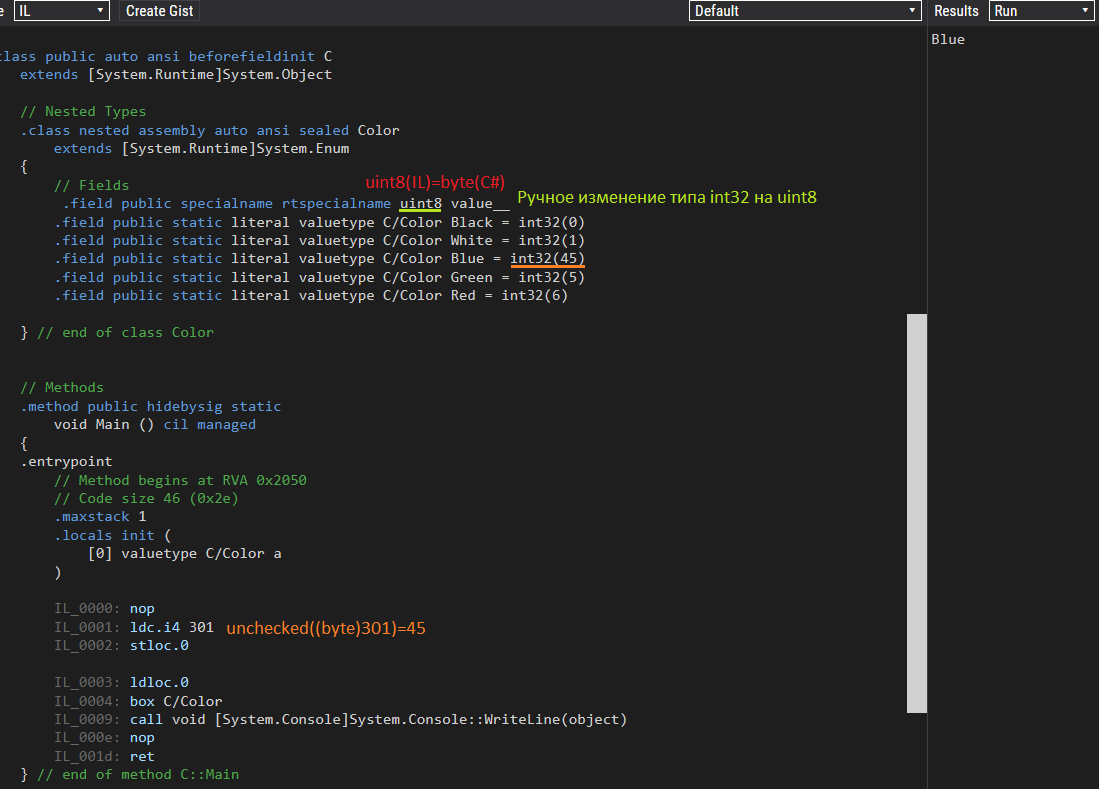 e IL Create Gist Default Results Run
Blue
class public auto ansi beforefieldinit C
extends [System.Runtime]System.Object
// Nested Types
.class nested assembly auto ansi sealed Color
extends [System.Runtime]System.Enum
{
// Fields
uint8(IL)=byte(C#)
.field public specialname rtspecialname uint8 value__ Ручное изменение типа int32 на uint8
.field public static literal valuetype C/Color Black = int32(0)
.field public static literal valuetype C/Color White = int32(1)
.field public static literal valuetype C/Color Blue = int32(45)
.field public static literal valuetype C/Color Green = int32(5)
.field public static literal valuetype C/Color Red = int32(6)
} // end of class Color
// Methods
.method public hidebysig static
void Main () cil managed
{
.entrypoint
// Method begins at RVA 0x2050
// Code size 46 (0x2e)
.maxstack 1
.locals init (
[0] valuetype C/Color a
)
IL_0000: nop
IL_0001: ldc.i4 301 unchecked((byte)301)=45
IL_0002: stloc.0
IL_0003: ldloc.0
IL_0004: box C/Color
IL_0009: call void [System.Console]System.Console::WriteLine(object)
IL_000e: nop
IL_001d: ret
} // end of method C::Main